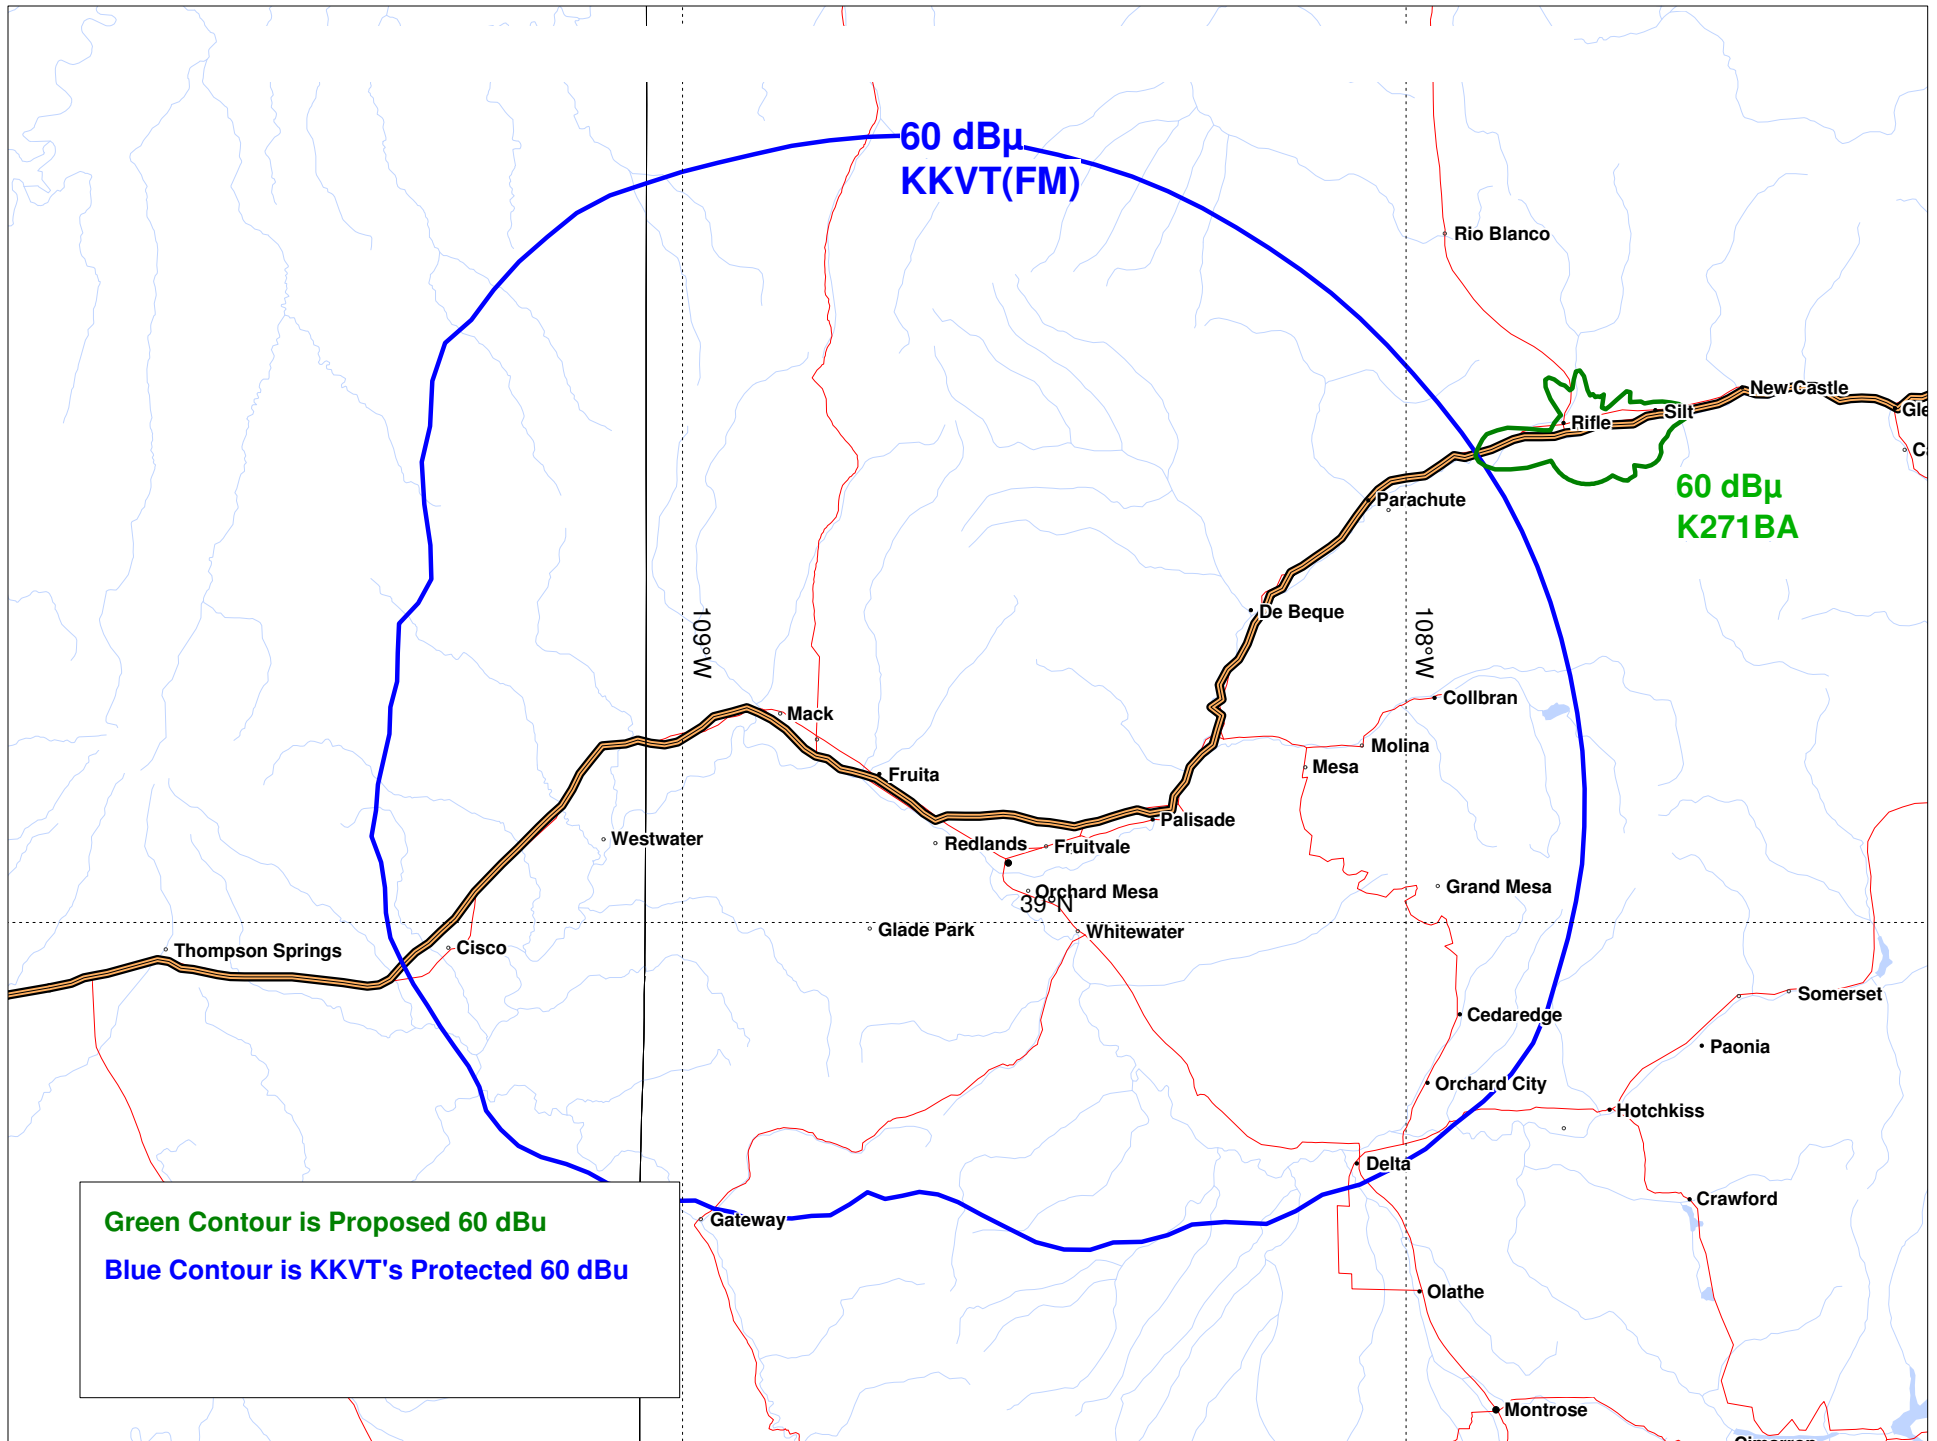 60 dBµ
KKVT(FM)
Rio Blanco
New Castle
Gle
Silt
Rifle
C
60 dBµ
K271BA
Parachute
De Beque
109°W
108°W
Collbran
Mack
Molina
Mesa
Fruita
Palisade
Westwater
Redlands
Fruitvale
Grand Mesa
Orchard Mesa
39°N
Glade Park
Whitewater
Thompson Springs
Cisco
Somerset
Cedaredge
Paonia
Orchard City
Hotchkiss
Delta
Crawford
Gateway
Green Contour is Proposed 60 dBu
Blue Contour is KKVT's Protected 60 dBu
Olathe
Montrose
Cimarron